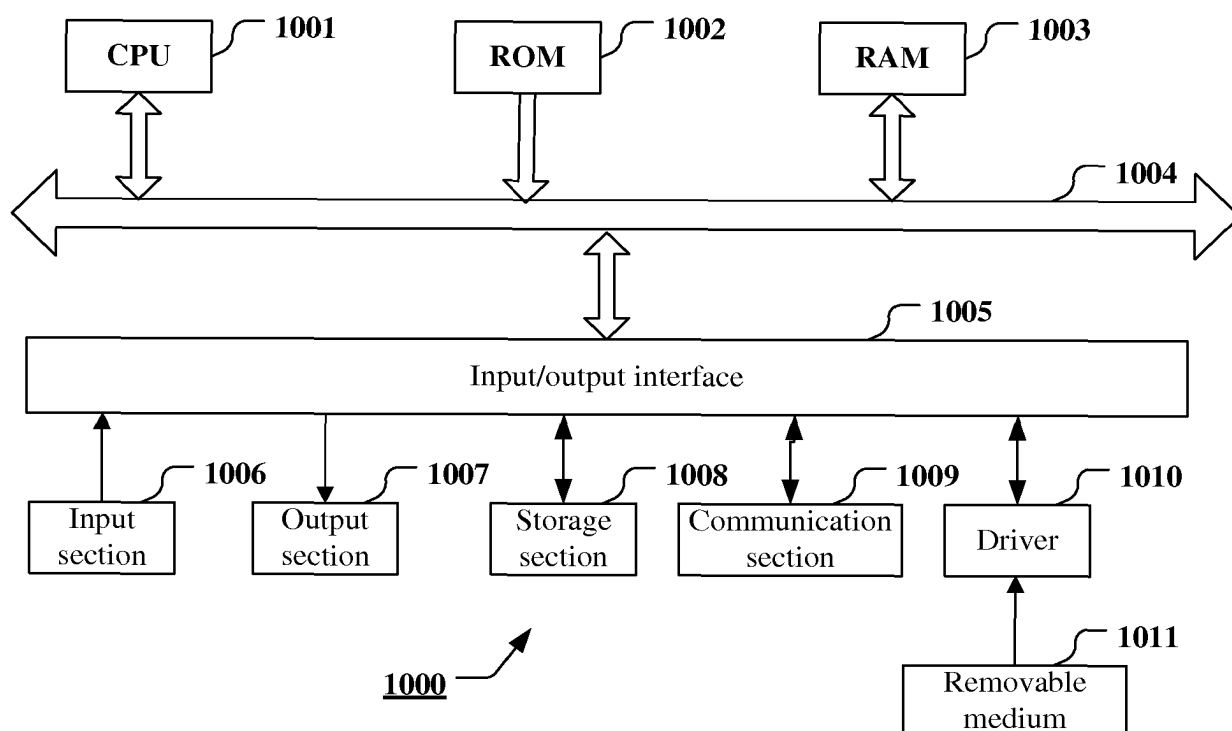 1001
1002
1003
CPU
ROM
RAM
1004
1005
Input/output interface
1006
1007
1008
1009
1010
Input
section
Output
section
Storage
section
Communication
section
Driver
1011
1000
Removable
medium